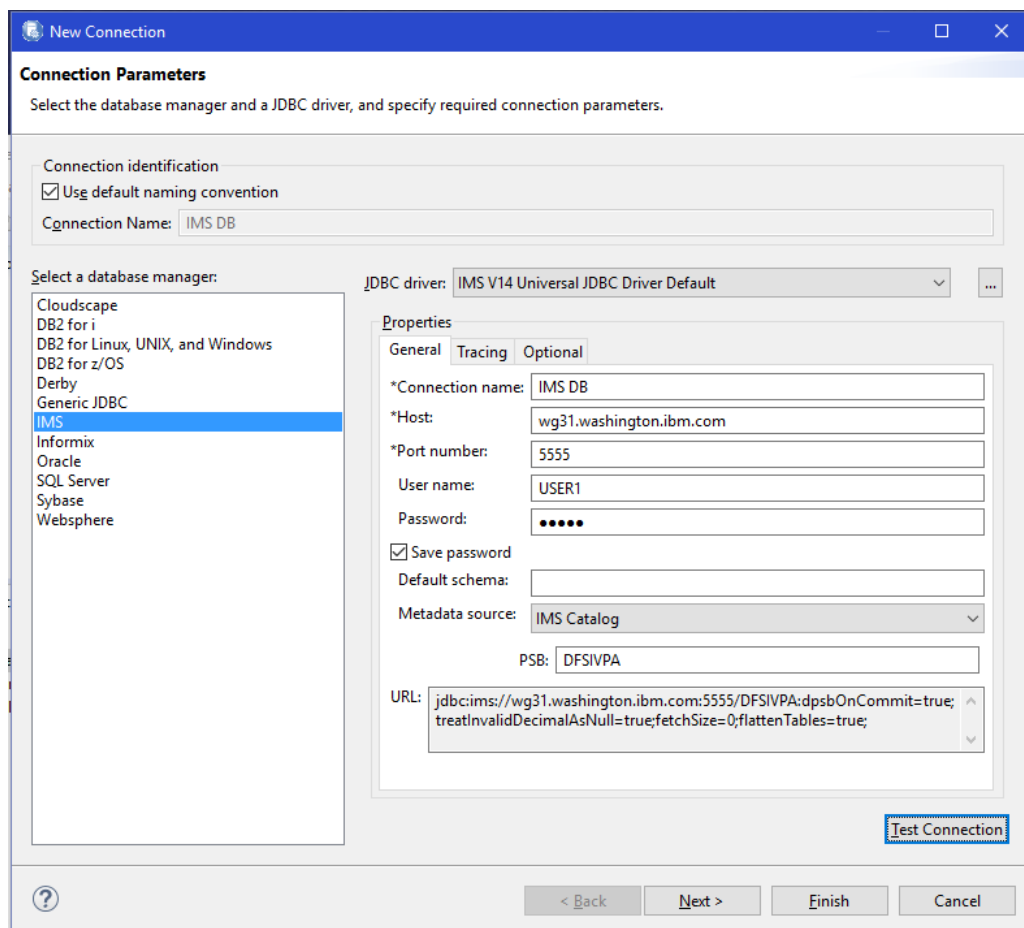 New Connection
Connection Parameters
Select the database manager and a JDBC driver, and specify required connection parameters.
Connection identification
Use default naming convention
Connection Name: IMS DB
Select a database manager:
Cloudscape
DB2 for i
DB2 for Linux, UNIX, and Windows
DB2 for z/OS
Derby
Generic JDBC
IMS
Informix
Oracle
SQL Server
Sybase
Websphere
JDBC driver: IMS V14 Universal JDBC Driver Default
...
Properties
General Tracing Optional
*Connection name: IMS DB
*Host: wg31.washington.ibm.com
*Port number: 5555
User name: USER1
Password: •••••
Save password
Default schema:
Metadata source: IMS Catalog
PSB: DFSIVPA
URL: jdbc:ims://wg31.washington.ibm.com:5555/DFSIVPA:dpsbOnCommit=true;
treatInvalidDecimalAsNull=true;fetchSize=0;flattenTables=true;
Test Connection
? < Back Next > Finish Cancel